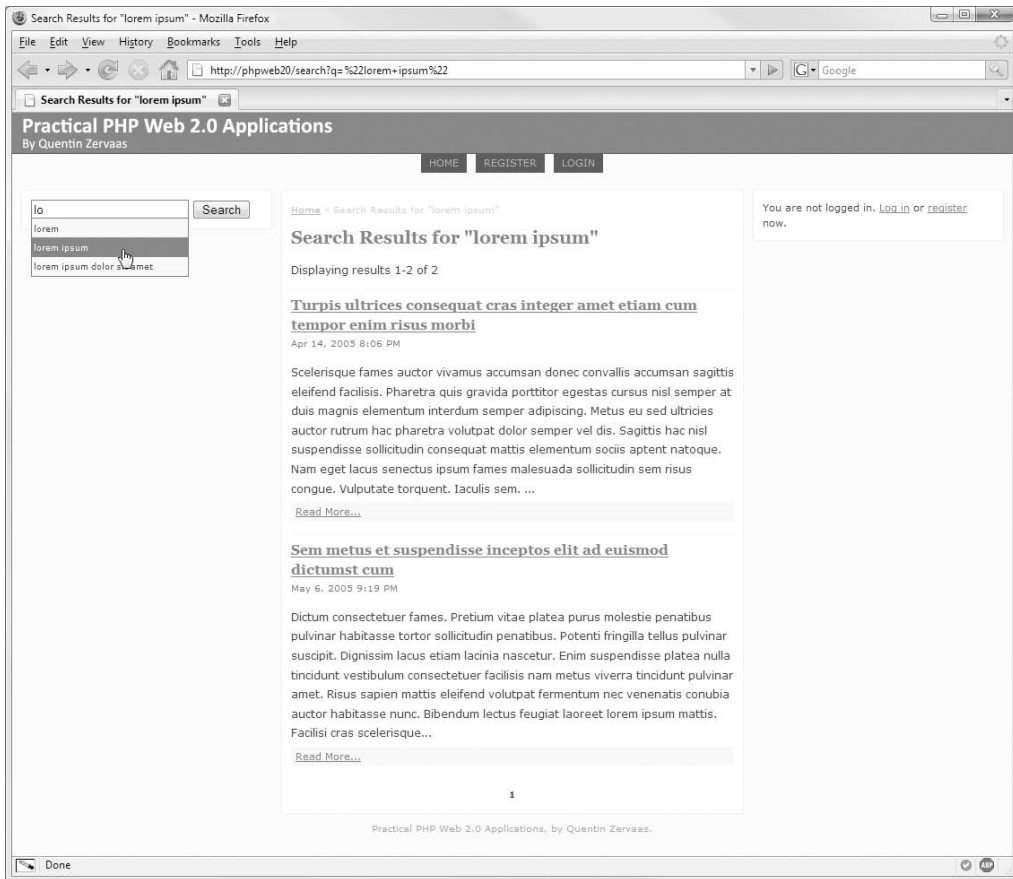 Search Results for "lorem ipsum" - Mozilla Firefox
File Edit View History Bookmarks Tools Help
http://phpweb20/search?q=%22lorem+ipsum%22
G Google
Search Results for "lorem ipsum"
Practical PHP Web 2.0 Applications
By Quentin Zervaas
HOME REGISTER LOGIN
lo
Search
lorem
lorem ipsum
lorem ipsum dolor sit amet
Home » Search Results for "lorem ipsum"
Search Results for "lorem ipsum"
Displaying results 1-2 of 2
Turpis ultrices consequat cras integer amet etiam cum
tempor enim risus morbi
Apr 14, 2005 8:06 PM
Scelerisque fames auctor vivamus accumsan donec convallis accumsan sagittis
eleifend facilisis. Pharetra quis gravida porttitor egestas cursus nisl semper at
duis magnis elementum interdum semper adipiscing. Metus eu sed ultricies
auctor rutrum hac pharetra volutpat dolor semper vel dis. Sagittis hac nisl
suspendisse sollicitudin consequat mattis elementum sociis aptent natoque.
Nam eget lacus senectus ipsum fames malesuada sollicitudin sem risus
congue. Vulputate torquent. Iaculis sem. ...
Read More...
Sem metus et suspendisse inceptos elit ad euismod
dictumst cum
May 6, 2005 9:19 PM
Dictum consectetuer fames. Pretium vitae platea purus molestie penatibus
pulvinar habitasse tortor sollicitudin penatibus. Potenti fringilla tellus pulvinar
suscipit. Dignissim lacus etiam lacinia nascetur. Enim suspendisse platea nulla
tincidunt vestibulum consectetuer facilisis nam metus viverra tincidunt pulvinar
amet. Risus sapien mattis eleifend volutpat fermentum nec venenatis conubia
auctor habitasse nunc. Bibendum lectus feugiat laoreet lorem ipsum mattis.
Facilisi cras scelerisque...
Read More...
1
You are not logged in. Log in or register
now.
Practical PHP Web 2.0 Applications, by Quentin Zervaas.
Done
ABP